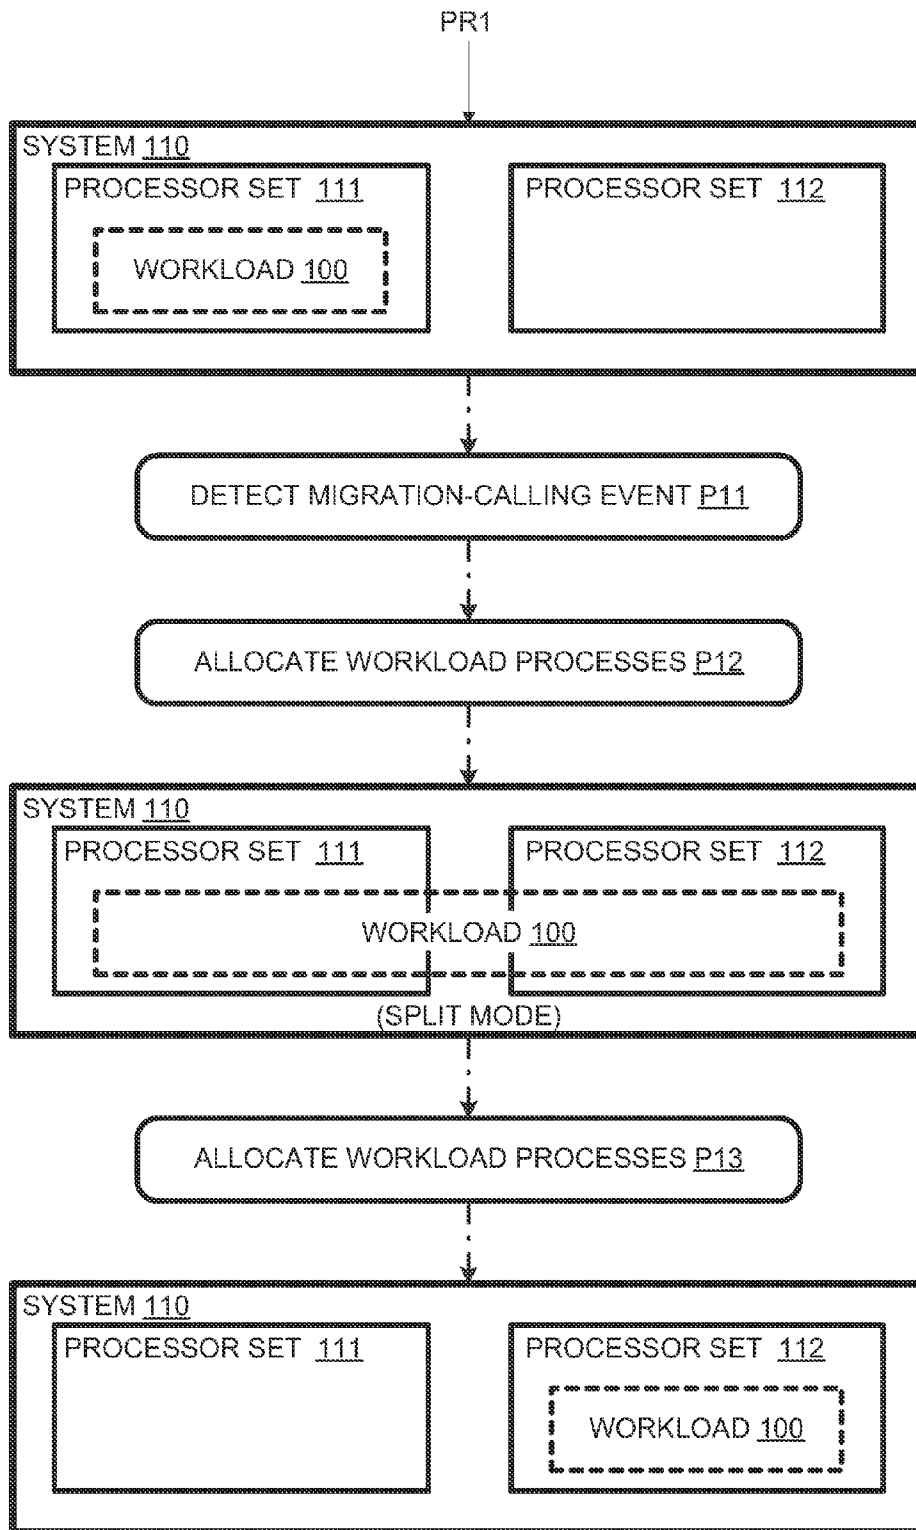 PR1
SYSTEM 110
PROCESSOR SET 111
PROCESSOR SET 112
WORKLOAD 100
DETECT MIGRATION-CALLING EVENT P11
ALLOCATE WORKLOAD PROCESSES P12
SYSTEM 110
PROCESSOR SET 111
PROCESSOR SET 112
WORKLOAD 100
(SPLIT MODE)
ALLOCATE WORKLOAD PROCESSES P13
SYSTEM 110
PROCESSOR SET 111
PROCESSOR SET 112
WORKLOAD 100